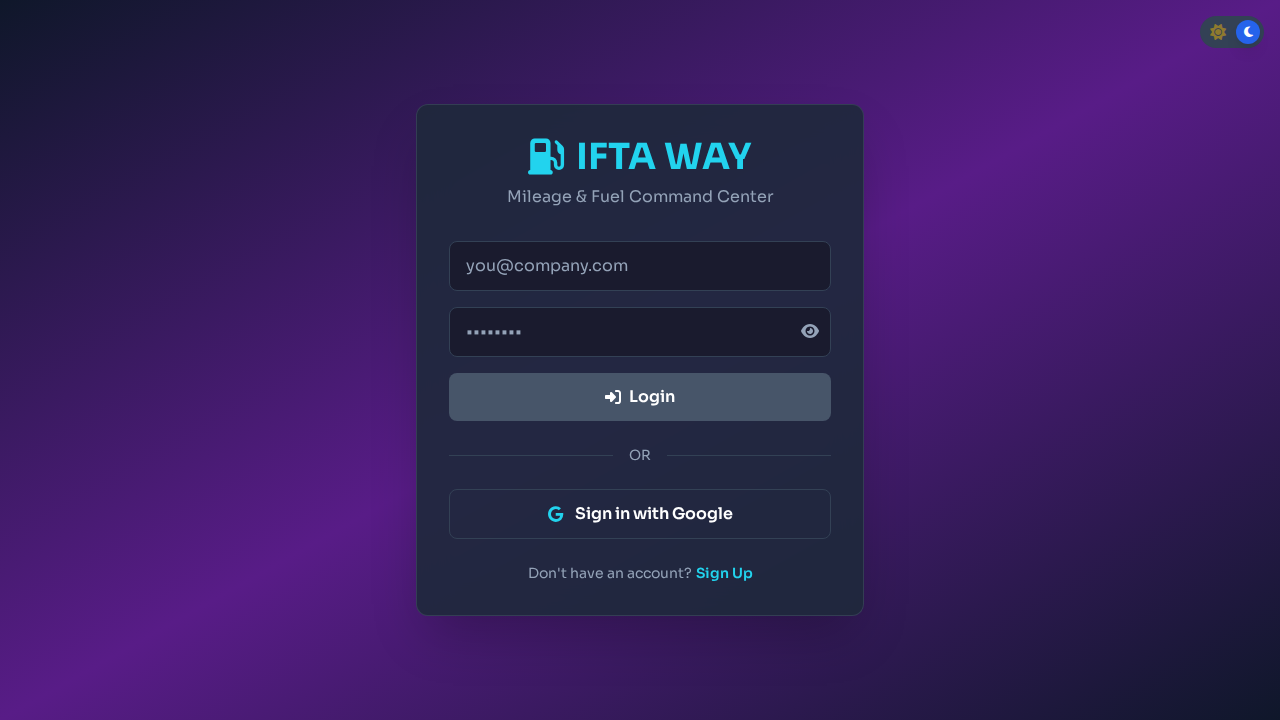 IFTA WAY
Mileage & Fuel Command Center
you@company.com
••••••••
Login
OR
Sign in with Google
Don't have an account? Sign Up